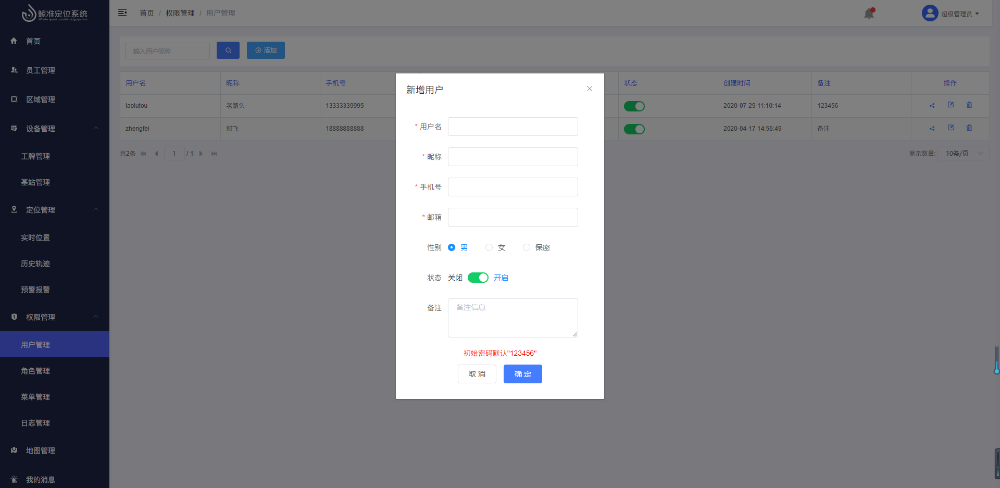 鲸准定位系统
Whale quasi - positioning system
首页
员工管理
区域管理
设备管理
工牌管理
基站管理
定位管理
实时位置
历史轨迹
预警报警
权限管理
用户管理
角色管理
菜单管理
日志管理
地图管理
我的消息
首页 / 权限管理 / 用户管理
超级管理员
输入用户昵称
添加
用户名 昵称 手机号 状态 创建时间 备注 操作
laolutou 老路头 13333339995 2020-07-29 11:10:14 123456
zhengfei 郑飞 18888888888 2020-04-17 14:56:49 备注
共2条 1 / 1 显示数量: 10条/页
新增用户
* 用户名
* 昵称
* 手机号
* 邮箱
性别 男 女 保密
状态 关闭 开启
备注 备注信息
初始密码默认"123456"
取 消 确 定